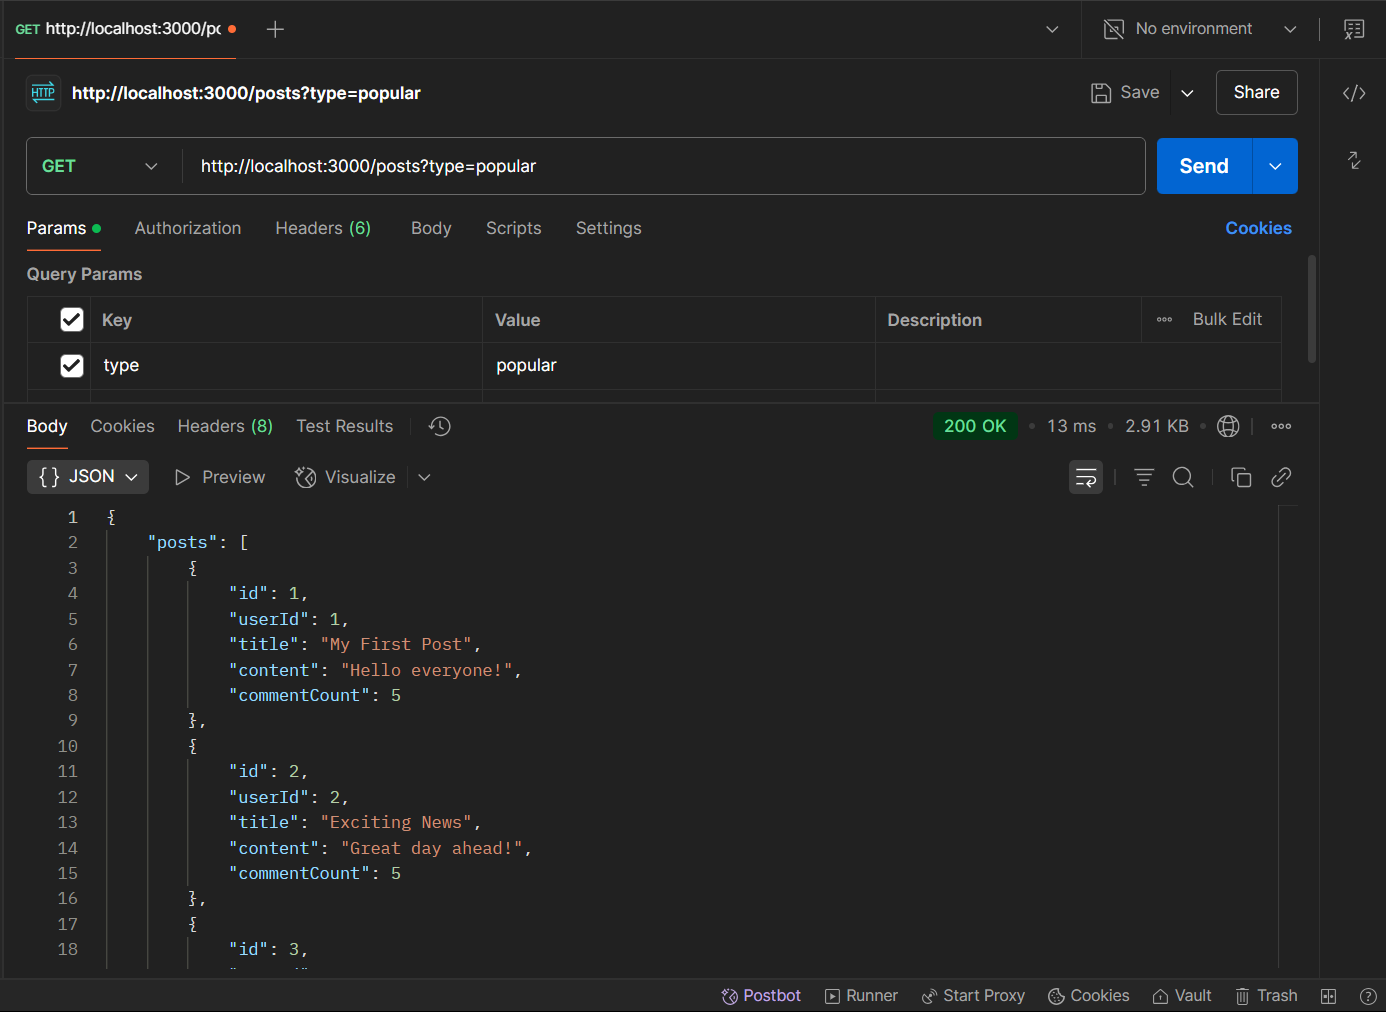 GET http://localhost:3000/po
No environment
HTTP http://localhost:3000/posts?type=popular
Save
Share
GET http://localhost:3000/posts?type=popular
Send
Params Authorization Headers (6) Body Scripts Settings Cookies
Query Params
Key Value Description Bulk Edit
type popular
Body Cookies Headers (8) Test Results 200 OK • 13 ms • 2.91 KB •
{} JSON Preview Visualize
1 {
2 "posts": [
3 {
4 "id": 1,
5 "userId": 1,
6 "title": "My First Post",
7 "content": "Hello everyone!",
8 "commentCount": 5
9 },
10 {
11 "id": 2,
12 "userId": 2,
13 "title": "Exciting News",
14 "content": "Great day ahead!",
15 "commentCount": 5
16 },
17 {
18 "id": 3,
Postbot Runner Start Proxy Cookies Vault Trash